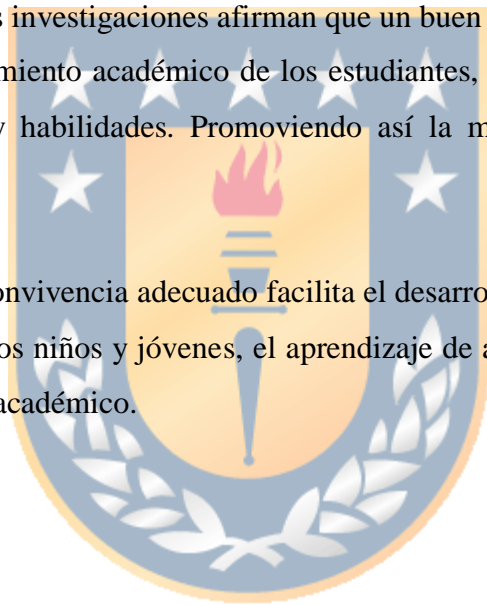 s investigaciones afirman que un buen
miento académico de los estudiantes,
y habilidades. Promoviendo así la m
onvivencia adecuado facilita el desarro
os niños y jóvenes, el aprendizaje de a
académico.